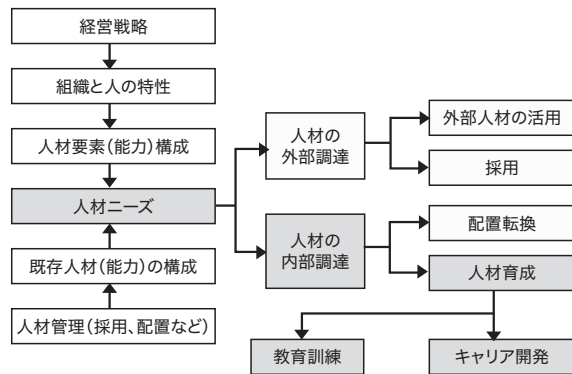 経営戦略
組織と人の特性
人材要素(能力)構成
人材ニーズ
既存人材(能力)の構成
人材管理(採用、配置など)
人材の
外部調達
人材の
内部調達
外部人材の活用
採用
配置転換
人材育成
教育訓練
キャリア開発